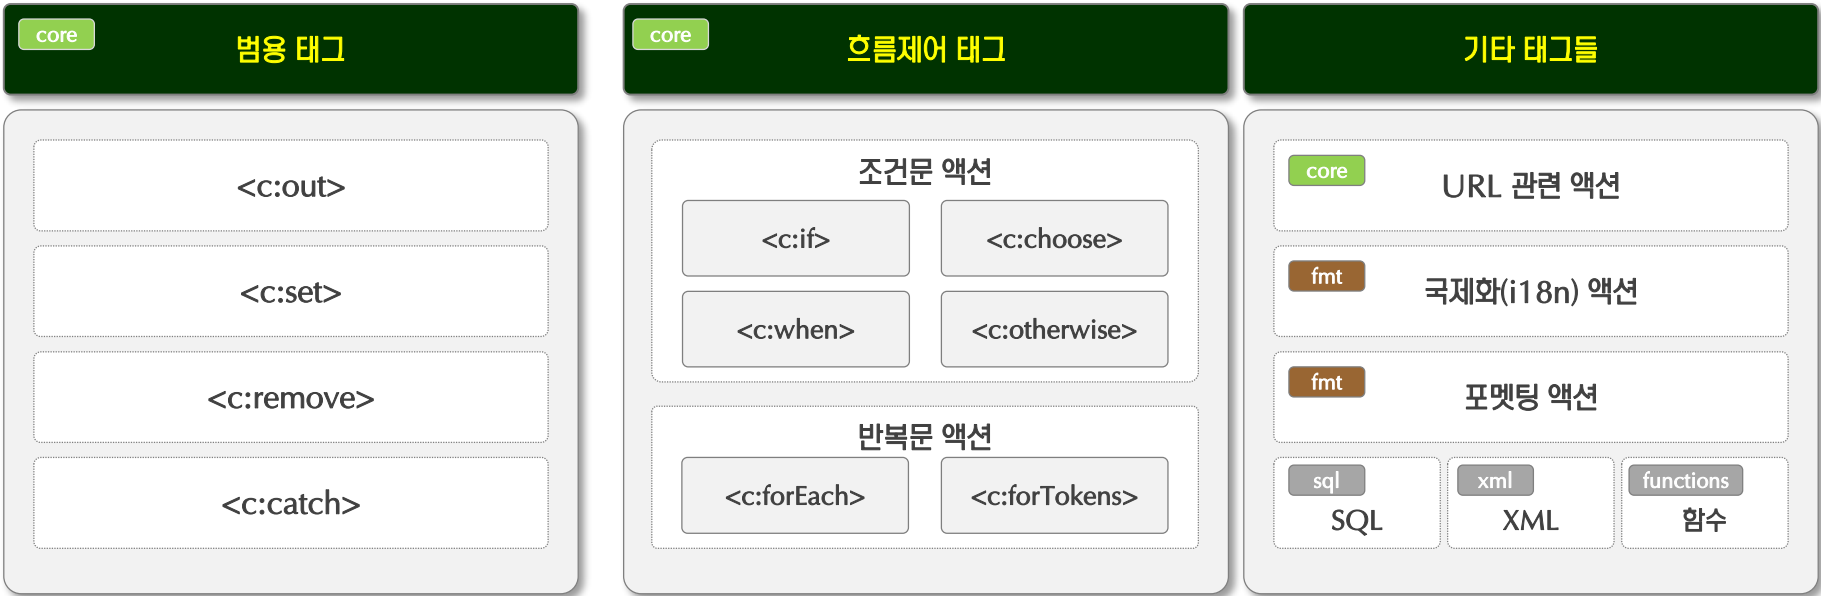 core
범용 태그
<c:out>
<c:set>
<c:remove>
<c:catch>
core
흐름제어 태그
조건문 액션
<c:if>
<c:choose>
<c:when>
<c:otherwise>
반복문 액션
<c:forEach>
<c:forTokens>
기타 태그들
core
URL 관련 액션
fmt
국제화(i18n) 액션
fmt
포멧팅 액션
sql
SQL
xml
XML
functions
함수